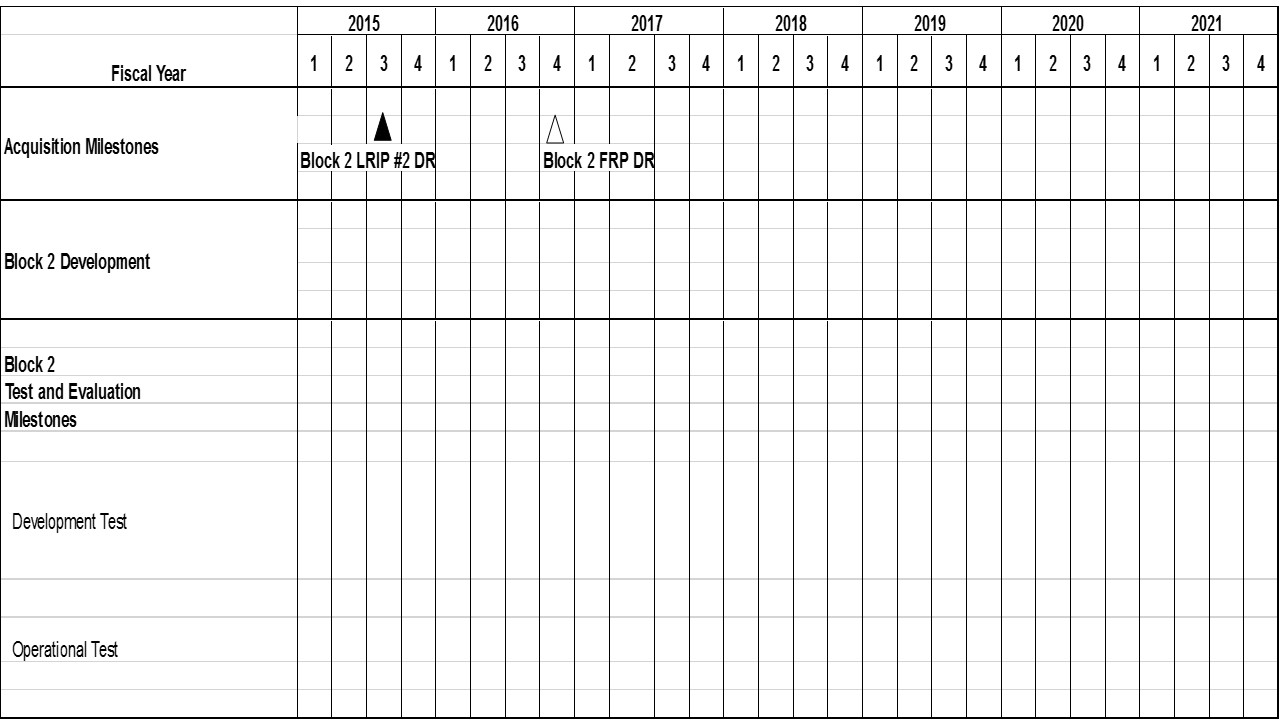 2015 2016 2017 2018 2019 2020 2021
Fiscal Year 1 2 3 4 1 2 3 4 1 2 3 4 1 2 3 4 1 2 3 4 1 2 3 4 1 2 3 4
Acquisition Milestones
Block 2 LRIP #2 DR Block 2 FRP DR
Block 2 Development
Block 2
Test and Evaluation
Milestones
Development Test
Operational Test